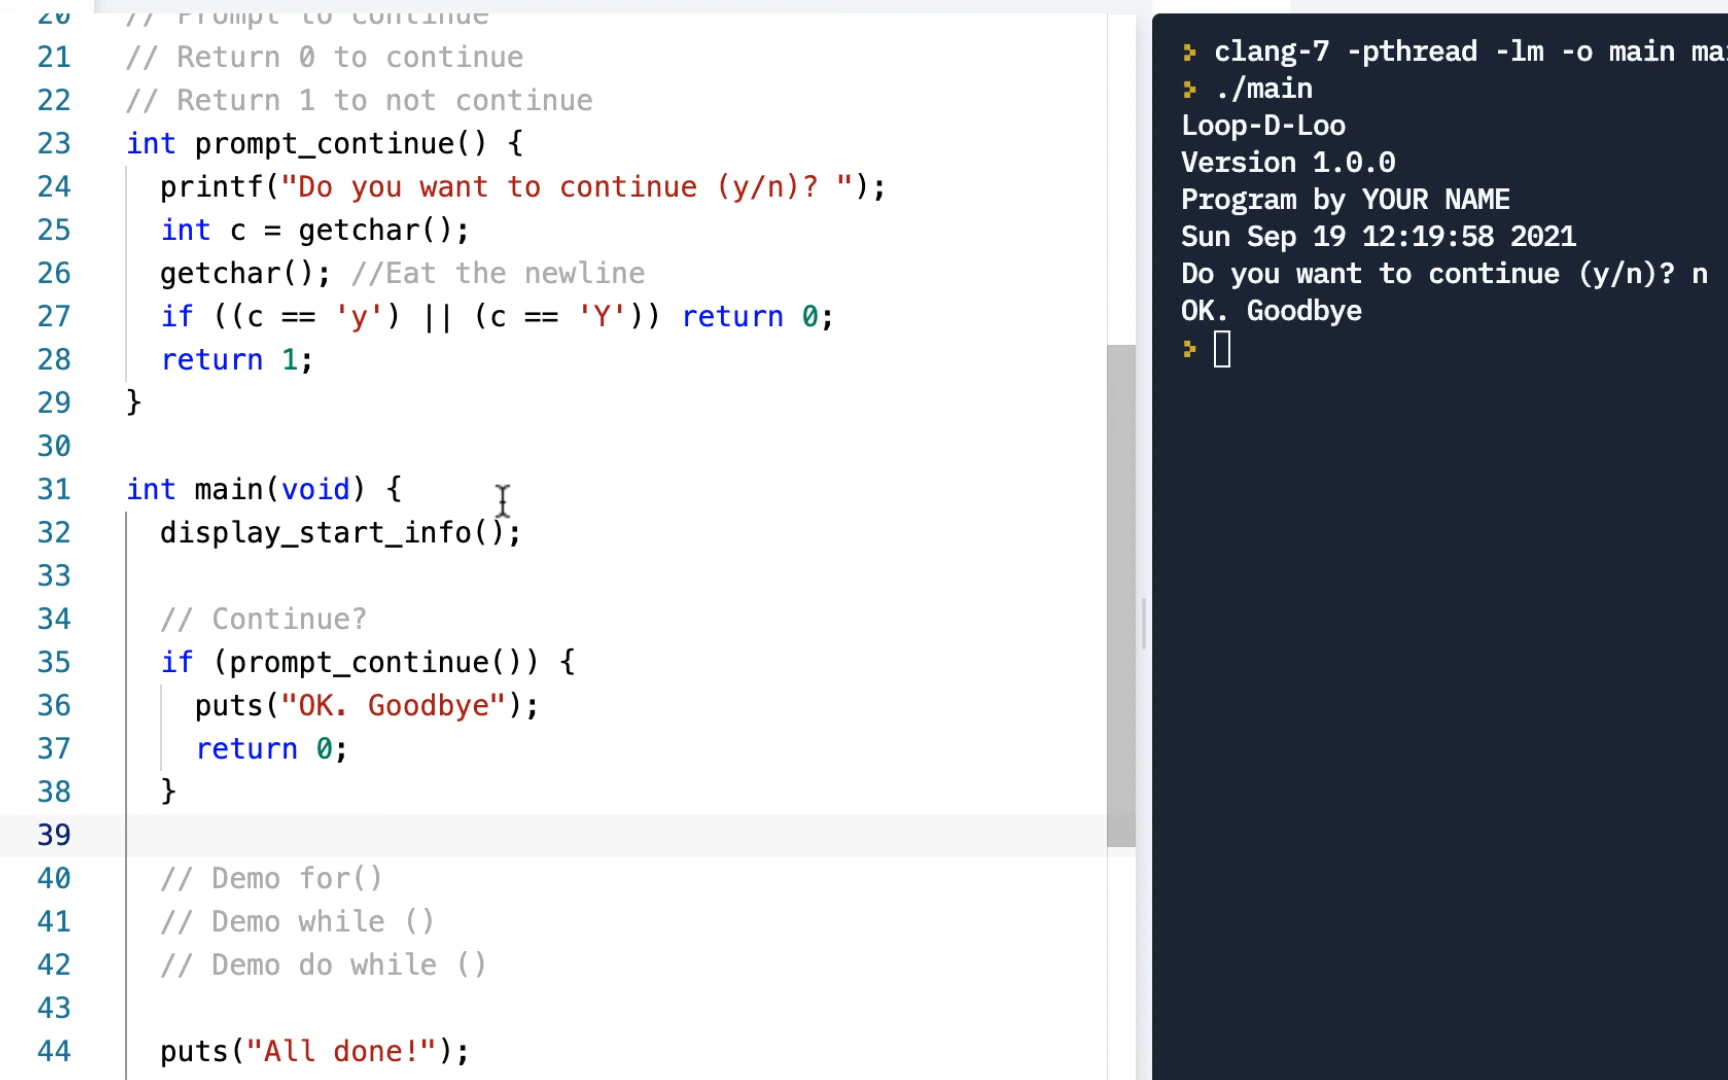 20 // Prompt to continue
21 // Return 0 to continue
22 // Return 1 to not continue
23 int prompt_continue() {
24 printf("Do you want to continue (y/n)? ");
25 int c = getchar();
26 getchar(); //Eat the newline
27 if ((c == 'y') || (c == 'Y')) return 0;
28 return 1;
29 }
30
31 int main(void) {
32 display_start_info();
33
34 // Continue?
35 if (prompt_continue()) {
36 puts("OK. Goodbye");
37 return 0;
38 }
39
40 // Demo for()
41 // Demo while ()
42 // Demo do while ()
43
44 puts("All done!");
clang-7 -pthread -lm -o main mai
./main
Loop-D-Loo
Version 1.0.0
Program by YOUR NAME
Sun Sep 19 12:19:58 2021
Do you want to continue (y/n)? n
OK. Goodbye